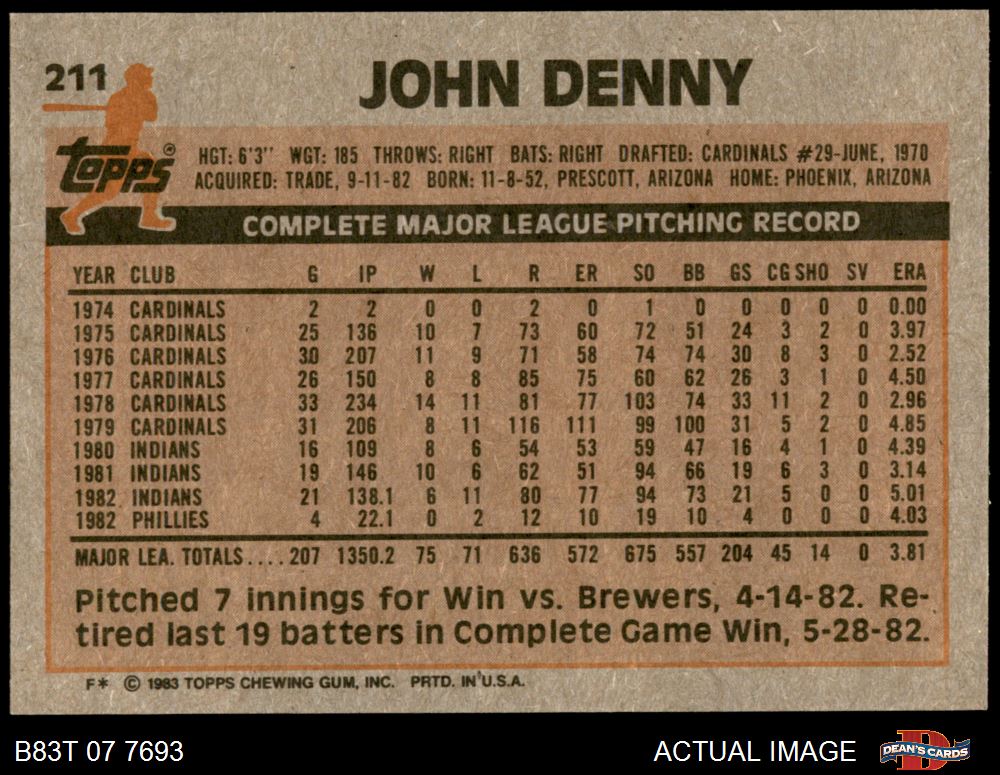 211
JOHN DENNY
topps®
HGT: 6'3" WGT: 185 THROWS: RIGHT BATS: RIGHT DRAFTED: CARDINALS #29-JUNE, 1970
ACQUIRED: TRADE, 9-11-82 BORN: 11-8-52, PRESCOTT, ARIZONA HOME: PHOENIX, ARIZONA
COMPLETE MAJOR LEAGUE PITCHING RECORD
YEAR CLUB G IP W L R ER SO BB GS CG SHO SV ERA
1974 CARDINALS 2 2 0 0 2 0 1 0 0 0 0 0 0.00
1975 CARDINALS 25 136 10 7 73 60 72 51 24 3 2 0 3.97
1976 CARDINALS 30 207 11 9 71 58 74 74 30 8 3 0 2.52
1977 CARDINALS 26 150 8 8 85 75 60 62 26 3 1 0 4.50
1978 CARDINALS 33 234 14 11 81 77 103 74 33 11 2 0 2.96
1979 CARDINALS 31 206 8 11 116 111 99 100 31 5 2 0 4.85
1980 INDIANS 16 109 8 6 54 53 59 47 16 4 1 0 4.39
1981 INDIANS 19 146 10 6 62 51 94 66 19 6 3 0 3.14
1982 INDIANS 21 138.1 6 11 80 77 94 73 21 5 0 0 5.01
1982 PHILLIES 4 22.1 0 2 12 10 19 10 4 0 0 0 4.03
MAJOR LEA. TOTALS.... 207 1350.2 75 71 636 572 675 557 204 45 14 0 3.81
Pitched 7 innings for Win vs. Brewers, 4-14-82. Re-
tired last 19 batters in Complete Game Win, 5-28-82.
F* © 1983 TOPPS CHEWING GUM, INC. PRTD. IN U.S.A.
B83T 07 7693 ACTUAL IMAGE DEAN'S CARDS